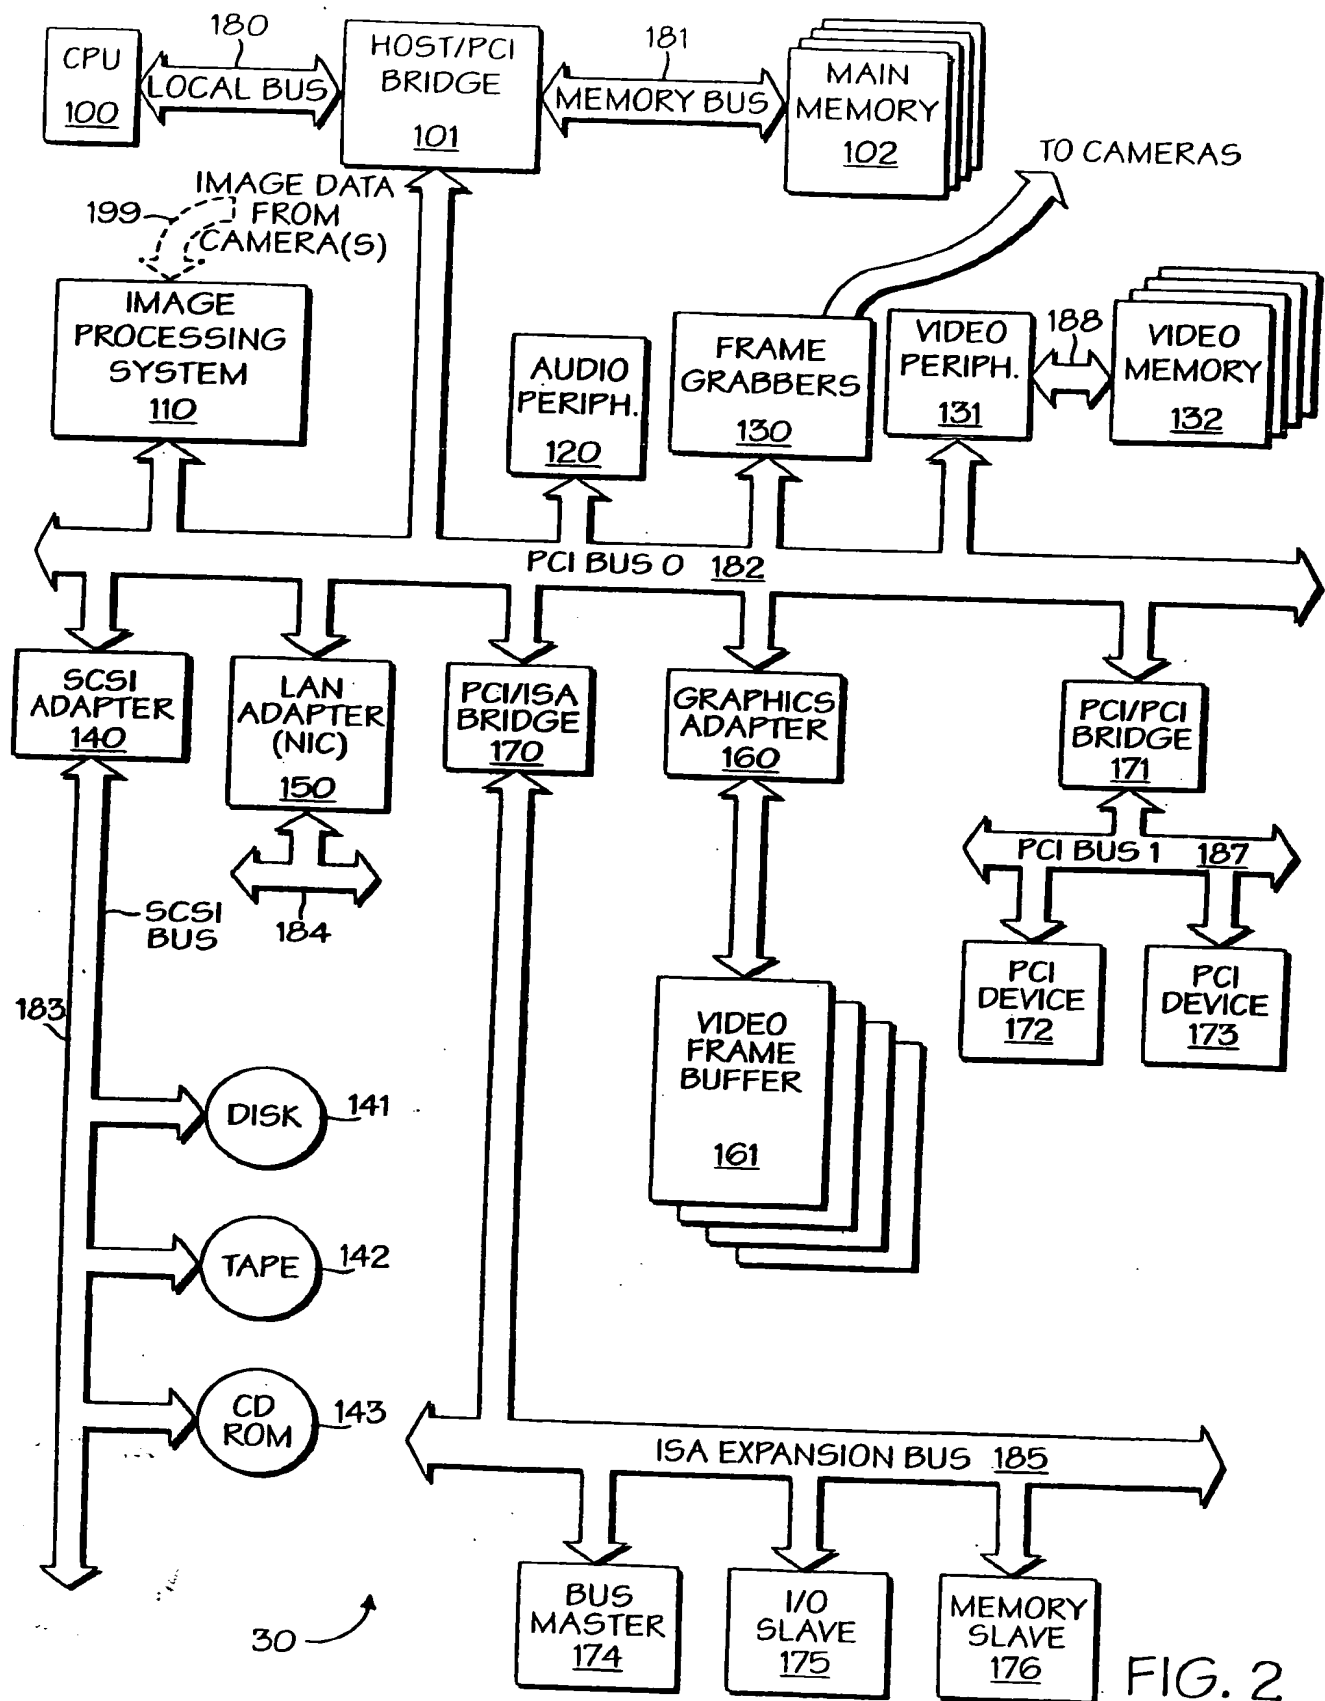 180
181
CPU
100
LOCAL BUS
HOST/PCI
BRIDGE
101
MEMORY BUS
MAIN
MEMORY
102
TO CAMERAS
IMAGE DATA
FROM
CAMERA(S)
199
IMAGE
PROCESSING
SYSTEM
110
AUDIO
PERIPH.
120
FRAME
GRABBERS
130
VIDEO
PERIPH.
131
188
VIDEO
MEMORY
132
PCI BUS 0 182
SCSI
ADAPTER
140
LAN
ADAPTER
(NIC)
150
PCI/ISA
BRIDGE
170
GRAPHICS
ADAPTER
160
PCI/PCI
BRIDGE
171
PCI BUS 1 187
184
SCSI
BUS
183
PCI
DEVICE
172
PCI
DEVICE
173
VIDEO
FRAME
BUFFER
161
DISK
141
TAPE
142
CD
ROM
143
ISA EXPANSION BUS 185
BUS
MASTER
174
I/O
SLAVE
175
MEMORY
SLAVE
176
30
FIG. 2